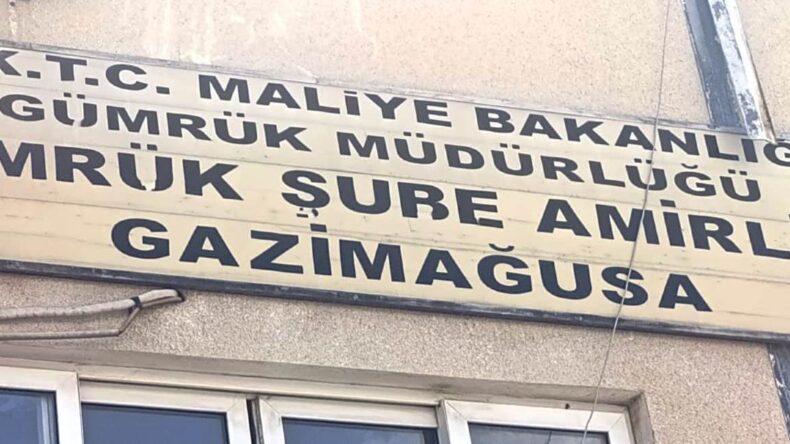 K.T.C. MALİYE BAKANLIĞ
GÜMRÜK MÜDÜRLÜĞÜ
MRÜK ŞUBE AMİRL
GAZİMAĞUSA